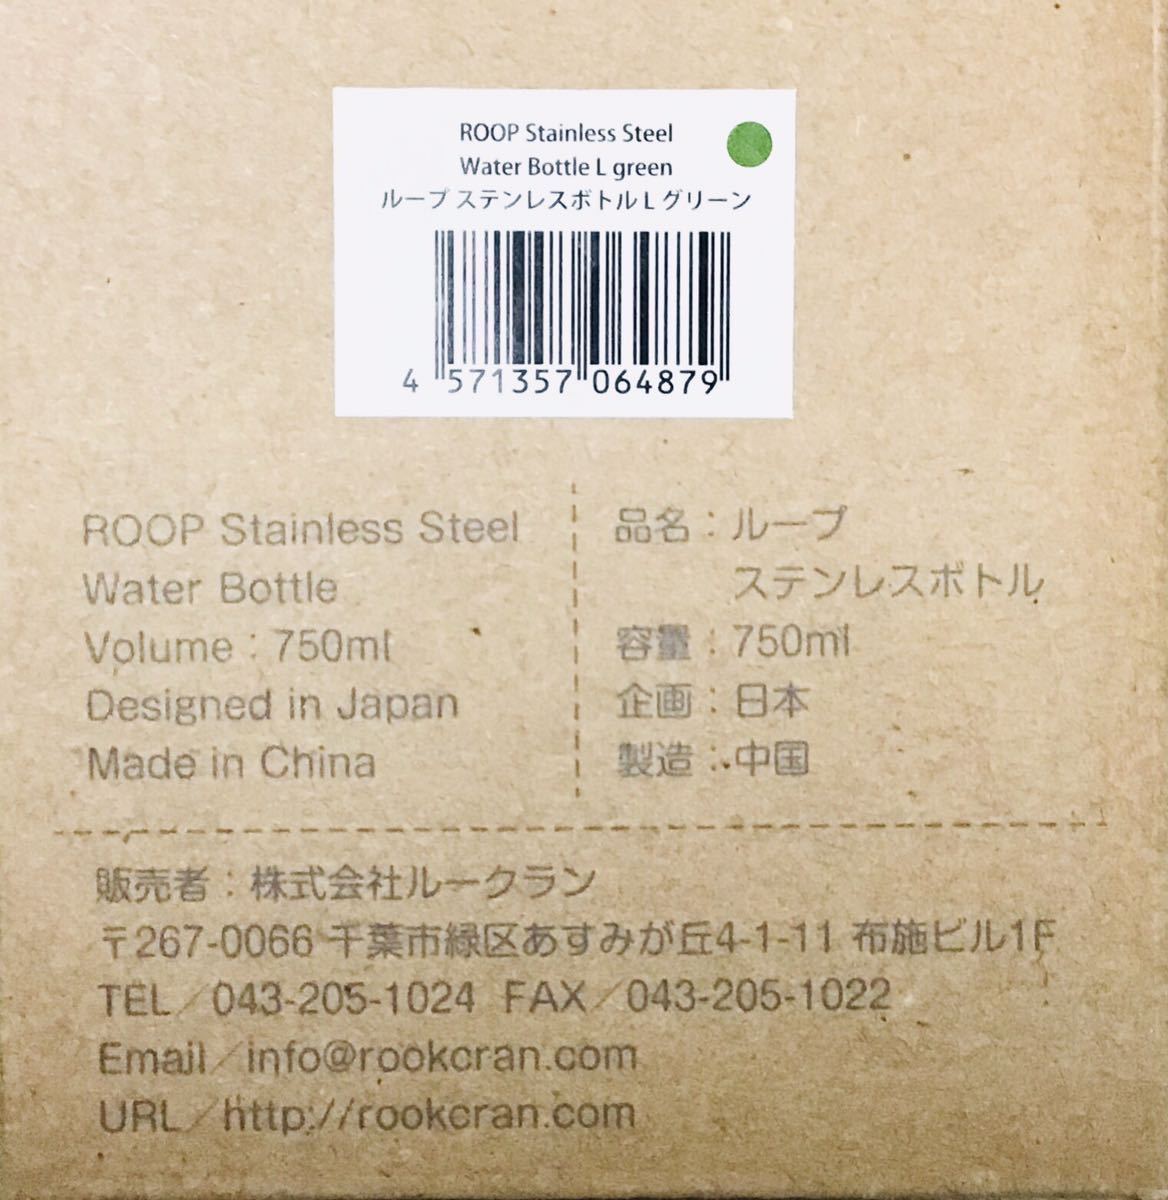 ROOP Stainless Steel
Water Bottle L green
ループ ステンレスボトル L グリーン
4 571357 064879
ROOP Stainless Steel
Water Bottle
Volume : 750ml
Designed in Japan
Made in China
品名 : ループ
ステンレスボトル
容量 : 750ml
企画 : 日本
製造 : 中国
販売者 : 株式会社ルークラン
〒267-0066 千葉市緑区あすみが丘4-1-11 布施ビル1F
TEL/043-205-1024 FAX/043-205-1022
Email/info@rookcran.com
URL/http://rookcran.com